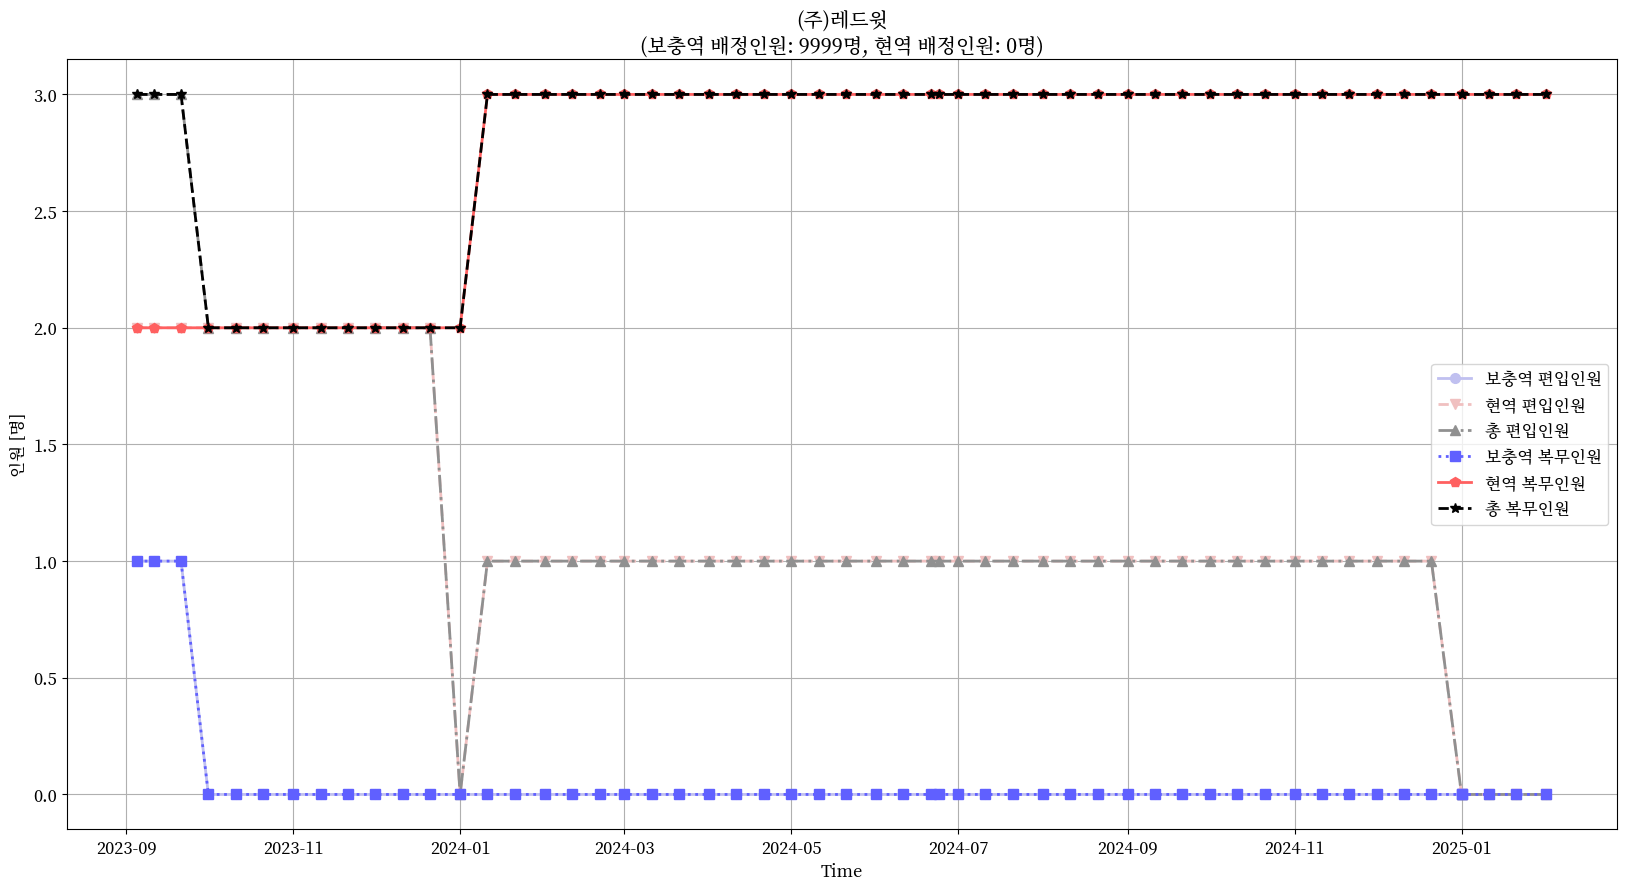 (주)레드윗
(보충역 배정인원: 9999명, 현역 배정인원: 0명)
3.0
2.5
2.0
1.5
1.0
0.5
0.0
인원 [명]
보충역 편입인원
현역 편입인원
총 편입인원
보충역 복무인원
현역 복무인원
총 복무인원
2023-09 2023-11 2024-01 2024-03 2024-05 2024-07 2024-09 2024-11 2025-01
Time